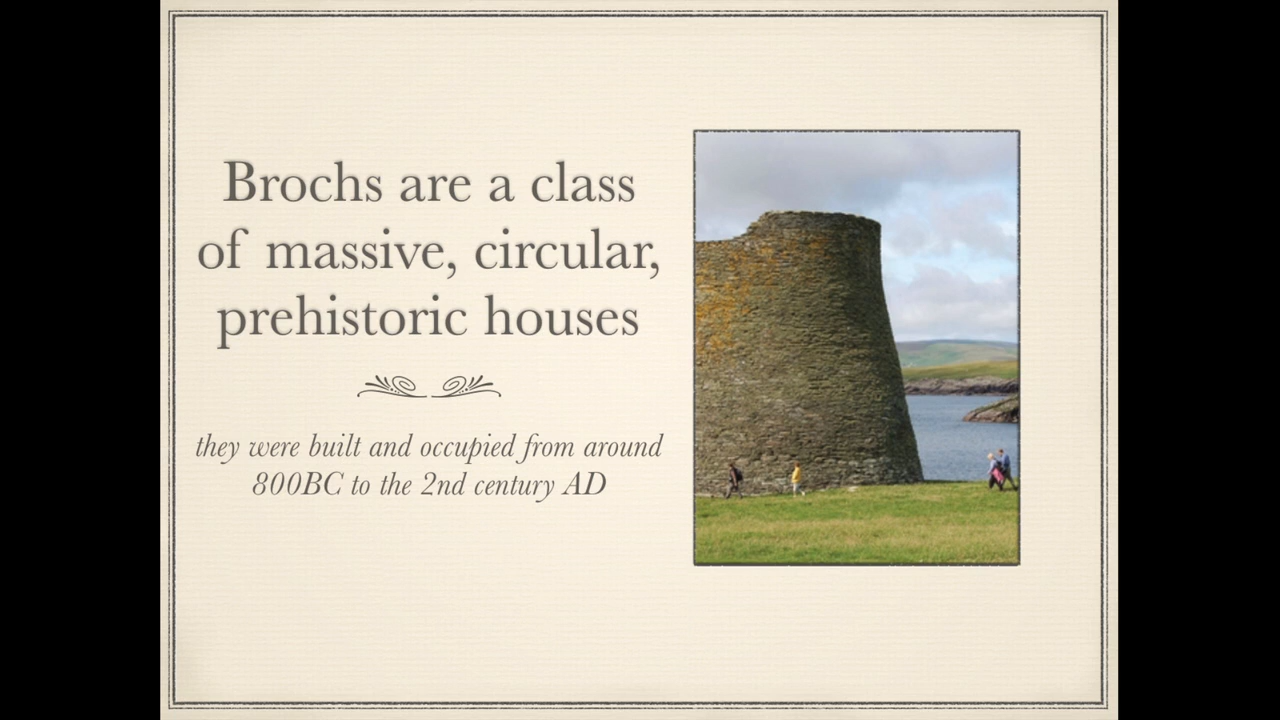 Brochs are a class
of massive, circular,
prehistoric houses
they were built and occupied from around
800BC to the 2nd century AD